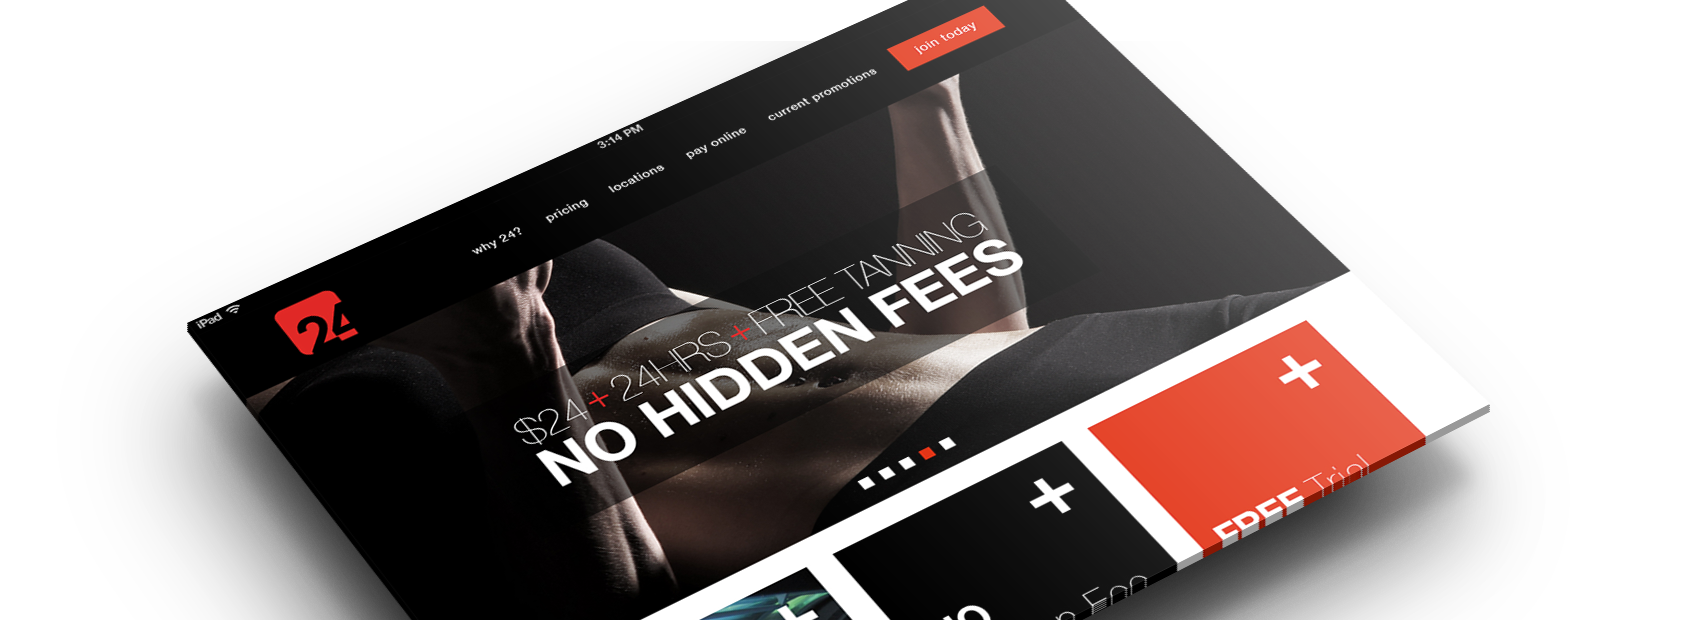 iPad
3:14 PM
24
why 24?
pricing
locations
pay online
current promotions
join today
$24+24HRS+FREE TANNING
NO HIDDEN FEES
FREE Trial